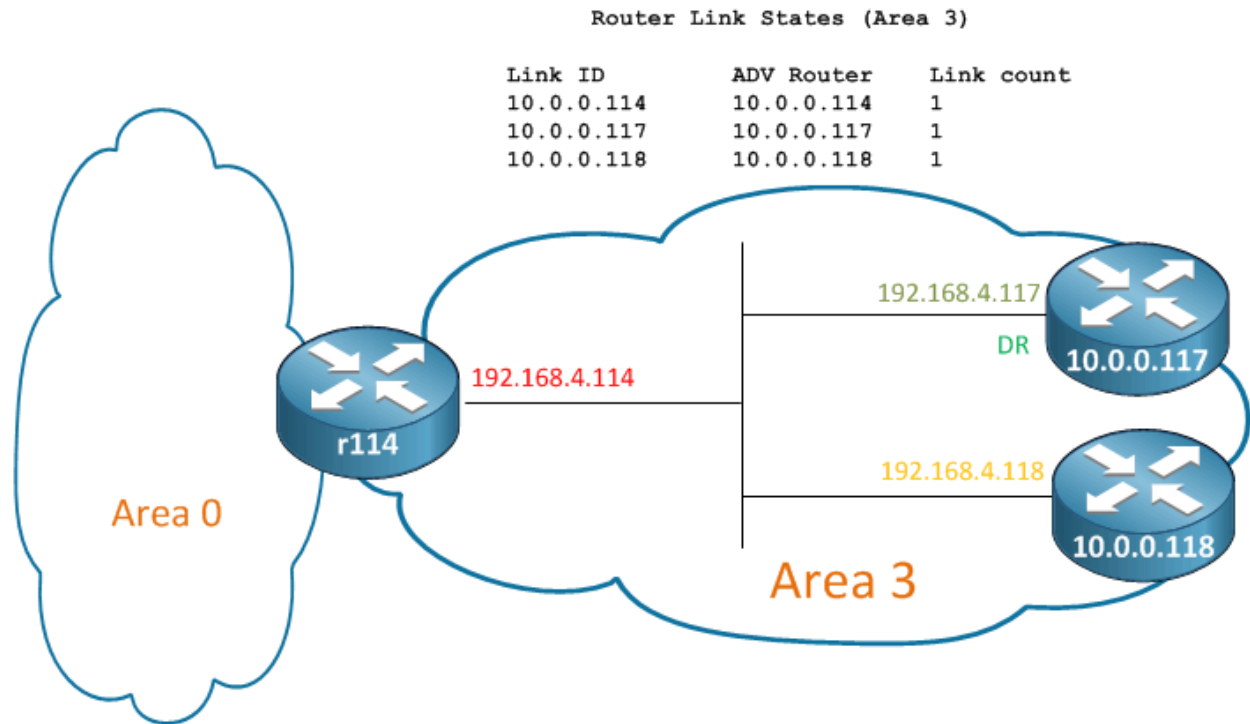 Router Link States (Area 3)
Link ID ADV Router Link count
10.0.0.114 10.0.0.114 1
10.0.0.117 10.0.0.117 1
10.0.0.118 10.0.0.118 1
192.168.4.117
DR
10.0.0.117
192.168.4.114
r114
192.168.4.118
10.0.0.118
Area 0
Area 3